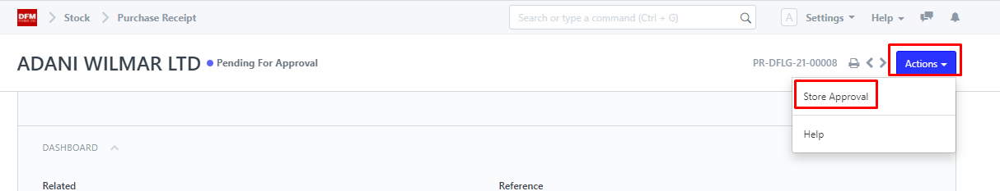 DFM Stock Purchase Receipt Search or type a command (Ctrl + G) A Settings Help
ADANI WILMAR LTD Pending For Approval PR-DFLG-21-00008 Actions
Store Approval
Help
DASHBOARD
Related Reference